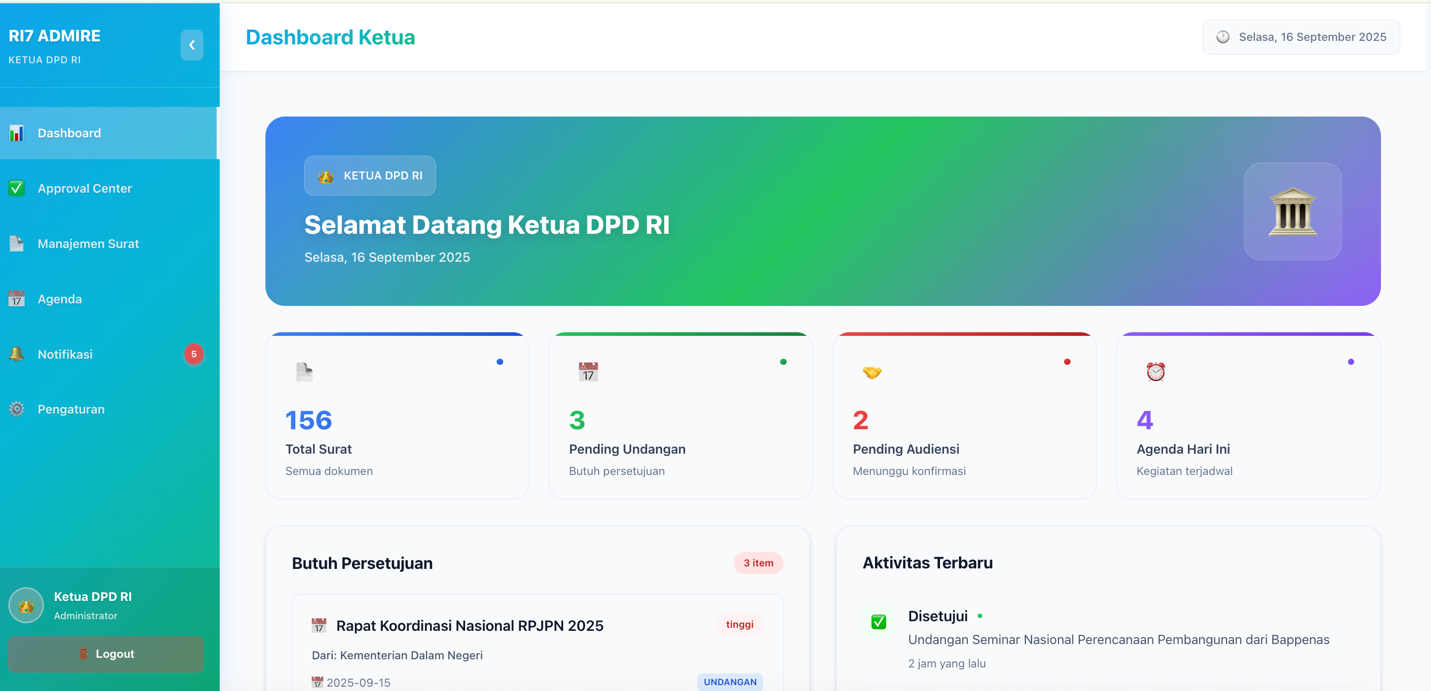 RI7 ADMIRE
KETUA DPD RI
Dashboard
Approval Center
Manajemen Surat
Agenda
Notifikasi
5
Pengaturan
Ketua DPD RI
Administrator
Logout
Dashboard Ketua
Selasa, 16 September 2025
KETUA DPD RI
Selamat Datang Ketua DPD RI
Selasa, 16 September 2025
156
Total Surat
Semua dokumen
17
3
Pending Undangan
Butuh persetujuan
2
Pending Audiensi
Menunggu konfirmasi
4
Agenda Hari Ini
Kegiatan terjadwal
Butuh Persetujuan
3 item
Rapat Koordinasi Nasional RPJPN 2025
tinggi
Dari: Kementerian Dalam Negeri
2025-09-15
UNDANGAN
Aktivitas Terbaru
Disetujui
Undangan Seminar Nasional Perencanaan Pembangunan dari Bappenas
2 jam yang lalu